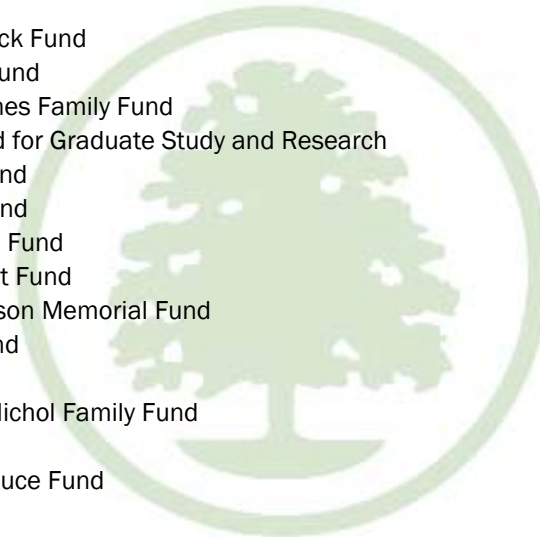 ck Fund
und
nes Family Fund
d for Graduate Study and Research
nd
nd
Fund
t Fund
son Memorial Fund
nd
Nichol Family Fund
uce Fund